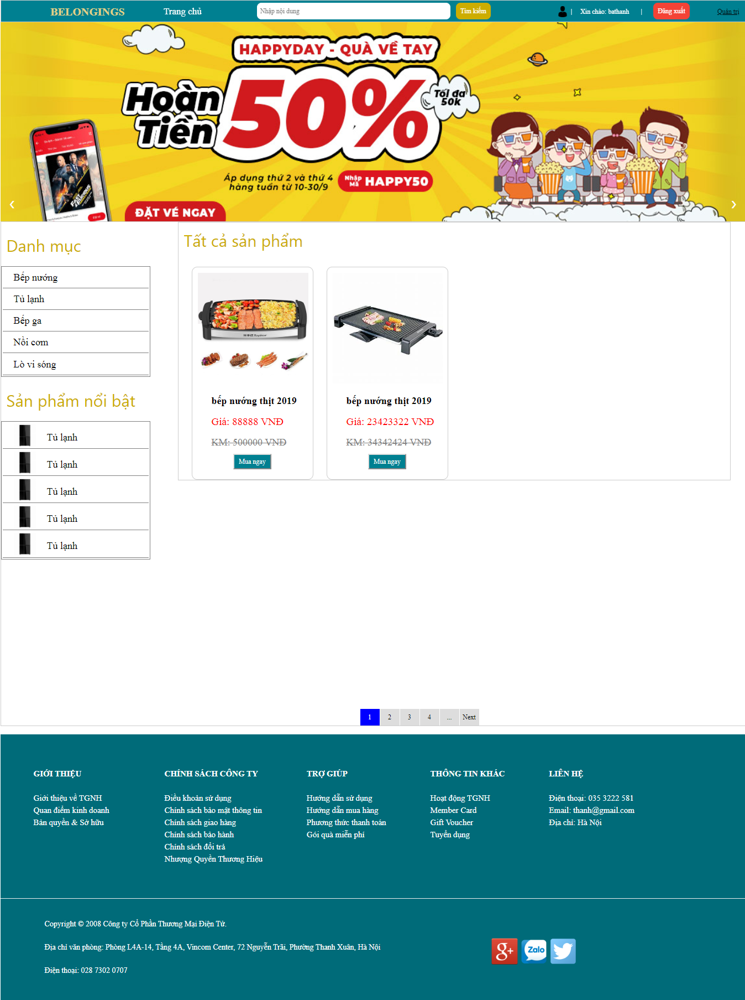 BELONGINGS Trang chủ Nhập nội dung Tìm kiếm | Xin chào: bathanh | Đăng xuất Quản trị
HAPPYDAY - QUÀ VỀ TAY
Hoàn Tiền 50% Tối đa 50k
Áp dụng thứ 2 và thứ 4
hàng tuần từ 10-30/9
Nhập Mã HAPPY50
ĐẶT VÉ NGAY
FAST & FURIOUS
Danh mục
Bếp nướng
Tủ lạnh
Bếp ga
Nồi cơm
Lò vi sóng
Sản phẩm nổi bật
Tủ lạnh
Tủ lạnh
Tủ lạnh
Tủ lạnh
Tủ lạnh
Tất cả sản phẩm
bếp nướng thịt 2019
Giá: 88888 VNĐ
KM: 500000 VNĐ
Mua ngay
bếp nướng thịt 2019
Giá: 23423322 VNĐ
KM: 34342424 VNĐ
Mua ngay
1 2 3 4 ... Next
GIỚI THIỆU
Giới thiệu về TGNH
Quan điểm kinh doanh
Bản quyền & Sở hữu
CHÍNH SÁCH CÔNG TY
Điều khoản sử dụng
Chính sách bảo mật thông tin
Chính sách giao hàng
Chính sách bảo hành
Chính sách đổi trả
Nhượng Quyền Thương Hiệu
TRỢ GIÚP
Hướng dẫn sử dụng
Hướng dẫn mua hàng
Phương thức thanh toán
Gói quà miễn phí
THÔNG TIN KHÁC
Hoạt động TGNH
Member Card
Gift Voucher
Tuyển dụng
LIÊN HỆ
Điện thoại: 035 3222 581
Email: thanh@gmail.com
Địa chỉ: Hà Nội
Copyright © 2008 Công ty Cổ Phần Thương Mại Điện Tử.
Địa chỉ văn phòng: Phòng L4A-14, Tầng 4A, Vincom Center, 72 Nguyễn Trãi, Phường Thanh Xuân, Hà Nội
Điện thoại: 028 7302 0707
g+ Zalo